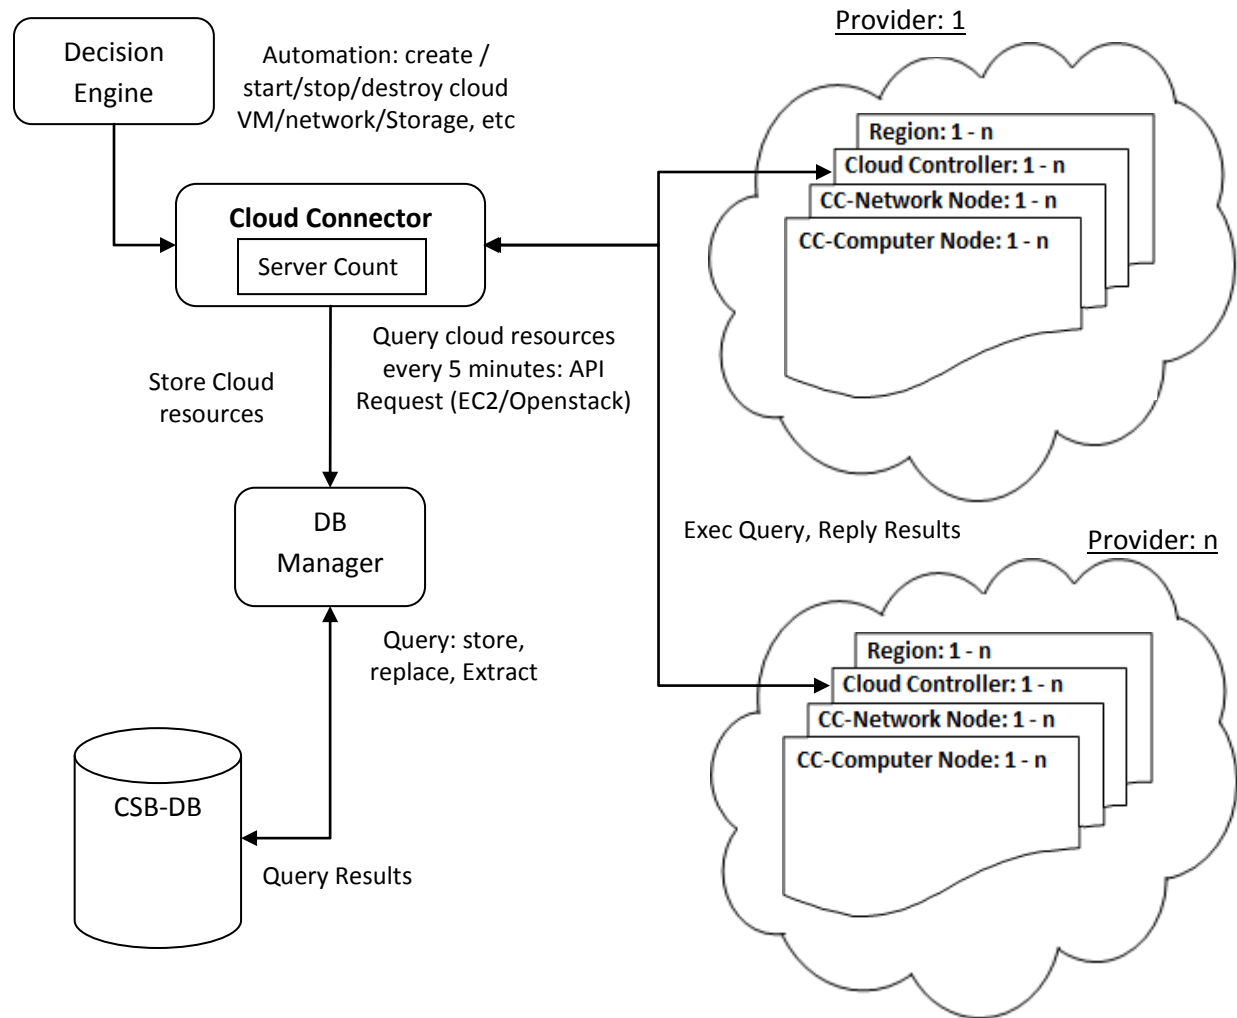 Provider: 1
Decision
Engine
Automation: create /
start/stop/destroy cloud
VM/network/Storage, etc
Region: 1 - n
Cloud Controller: 1 - n
CC-Network Node: 1 - n
CC-Computer Node: 1 - n
Cloud Connector
Server Count
Query cloud resources
every 5 minutes: API
Request (EC2/Openstack)
Store Cloud
resources
DB
Manager
Exec Query, Reply Results
Provider: n
Query: store,
replace, Extract
Region: 1 - n
Cloud Controller: 1 - n
CC-Network Node: 1 - n
CC-Computer Node: 1 - n
CSB-DB
Query Results